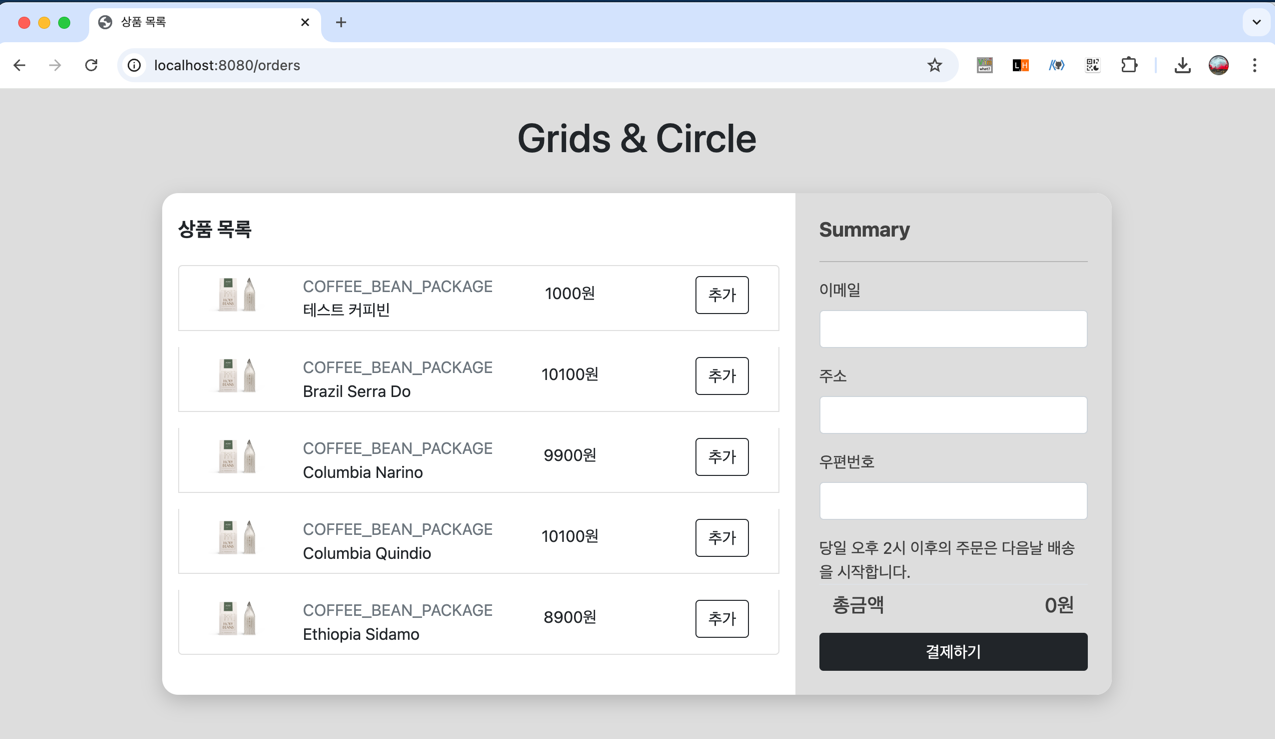 상품 목록
localhost:8080/orders
Grids & Circle
상품 목록
COFFEE_BEAN_PACKAGE
테스트 커피빈
1000원
추가
COFFEE_BEAN_PACKAGE
Brazil Serra Do
10100원
추가
COFFEE_BEAN_PACKAGE
Columbia Narino
9900원
추가
COFFEE_BEAN_PACKAGE
Columbia Quindio
10100원
추가
COFFEE_BEAN_PACKAGE
Ethiopia Sidamo
8900원
추가
Summary
이메일
주소
우편번호
당일 오후 2시 이후의 주문은 다음날 배송
을 시작합니다.
총금액 0원
결제하기